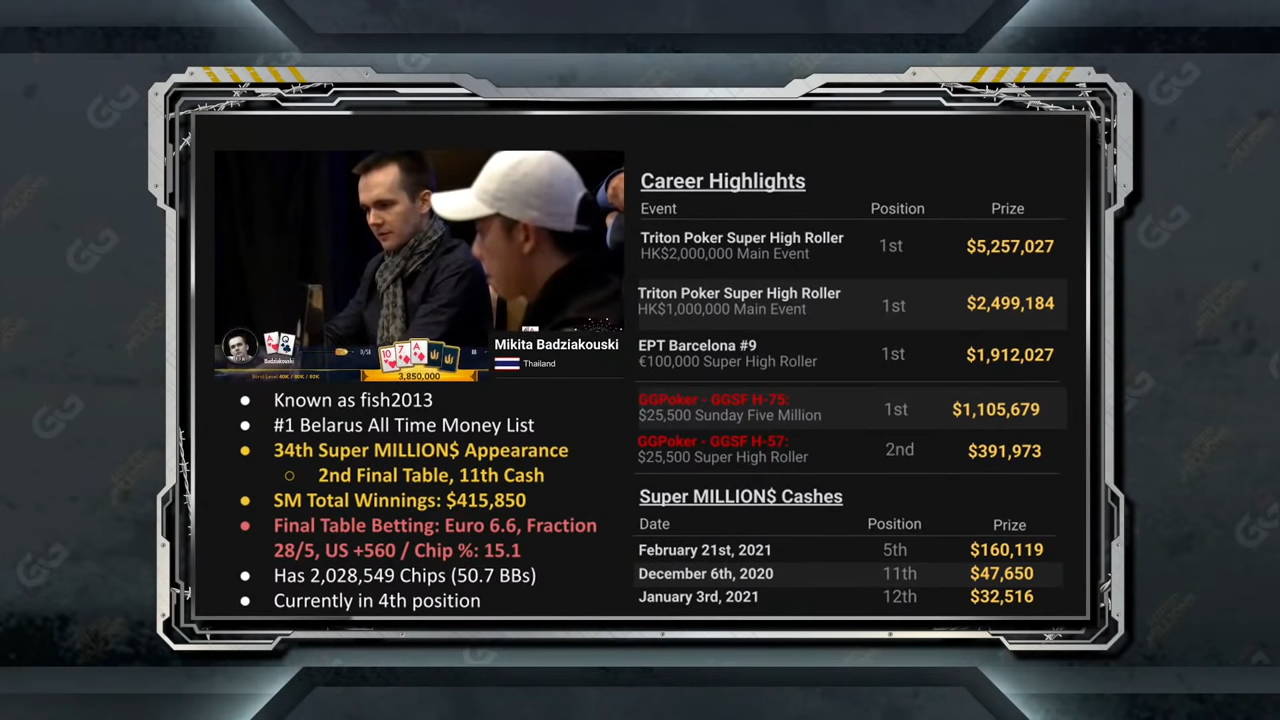 Mikita Badziakouski
Thailand
Badziakouski
3,850,000
Known as fish2013
#1 Belarus All Time Money List
34th Super MILLION$ Appearance
2nd Final Table, 11th Cash
SM Total Winnings: $415,850
Final Table Betting: Euro 6.6, Fraction
28/5, US +560 / Chip %: 15.1
Has 2,028,549 Chips (50.7 BBs)
Currently in 4th position
Career Highlights
Event Position Prize
Triton Poker Super High Roller
HK$2,000,000 Main Event 1st $5,257,027
Triton Poker Super High Roller
HK$1,000,000 Main Event 1st $2,499,184
EPT Barcelona #9
€100,000 Super High Roller 1st $1,912,027
GGPoker - GGSF H-75:
$25,500 Sunday Five Million 1st $1,105,679
GGPoker - GGSF H-57:
$25,500 Super High Roller 2nd $391,973
Super MILLION$ Cashes
Date Position Prize
February 21st, 2021 5th $160,119
December 6th, 2020 11th $47,650
January 3rd, 2021 12th $32,516